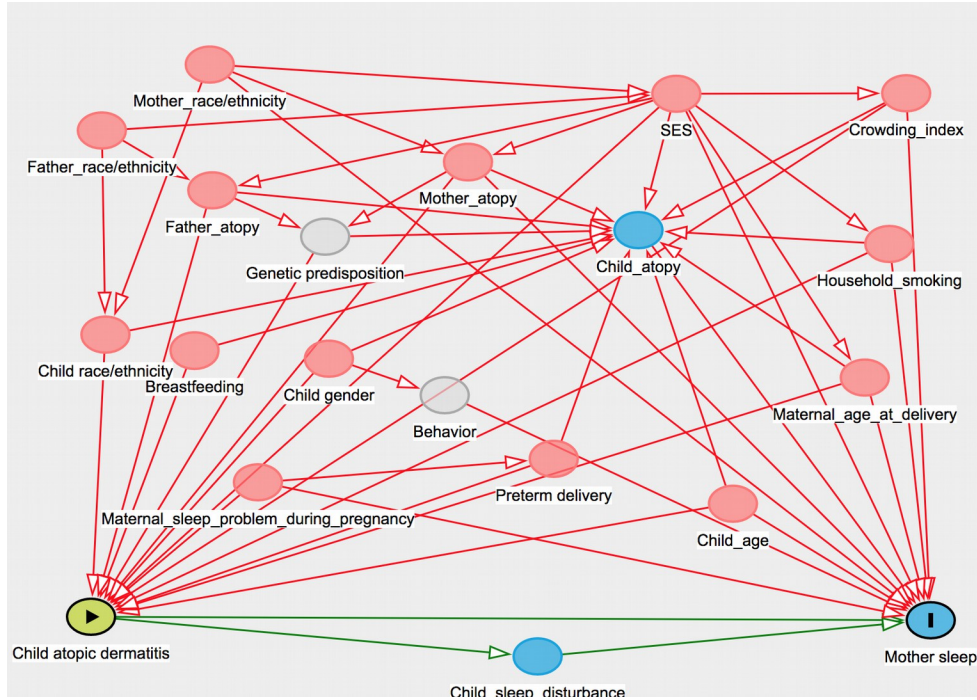 Mother_race/ethnicity
SES
Crowding_index
Father_race/ethnicity
Mother_atopy
Father_atopy
Genetic predisposition
Child_atopy
Household_smoking
Child race/ethnicity
Breastfeeding
Child gender
Behavior
Maternal_age_at_delivery
Preterm delivery
Maternal_sleep_problem_during_pregnancy
Child_age
Child atopic dermatitis
Mother sleep
Child_sleep_disturbance